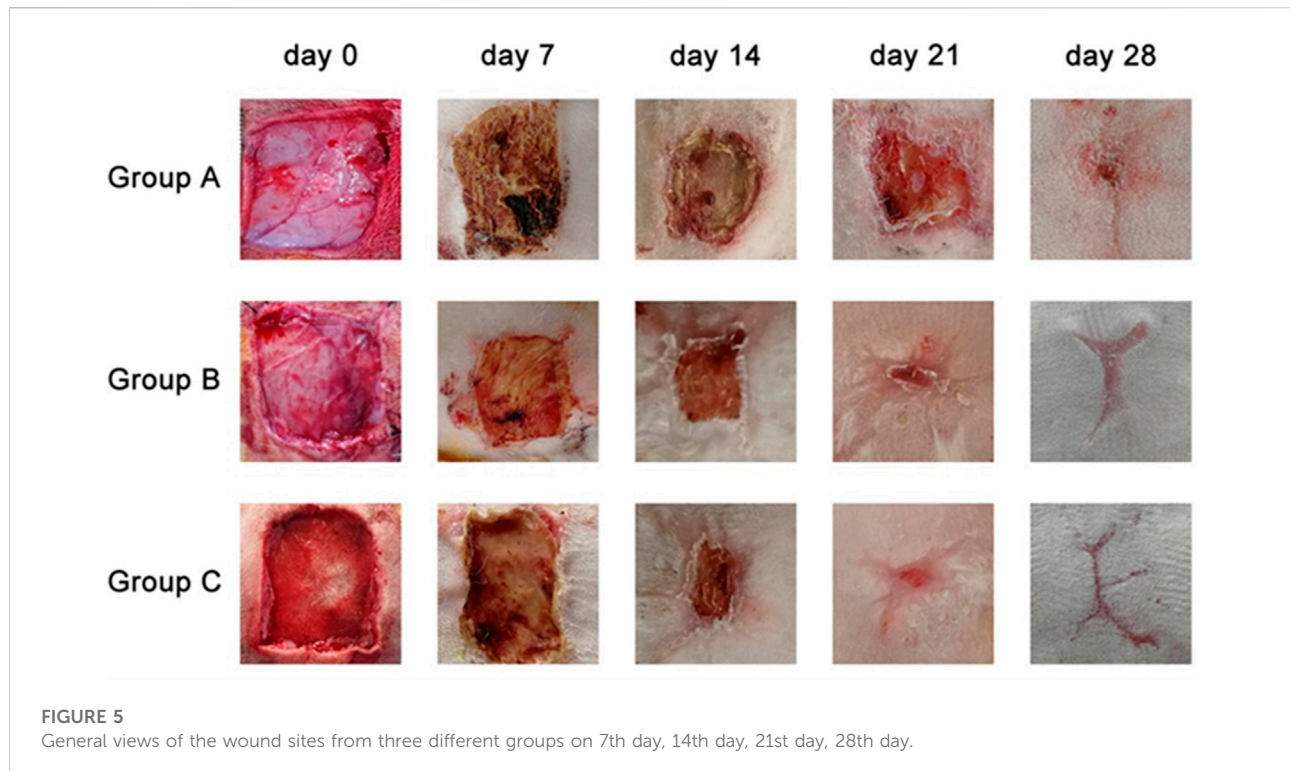 day 0 day 7 day 14 day 21 day 28
Group A
Group B
Group C
FIGURE 5
General views of the wound sites from three different groups on 7th day, 14th day, 21st day, 28th day.